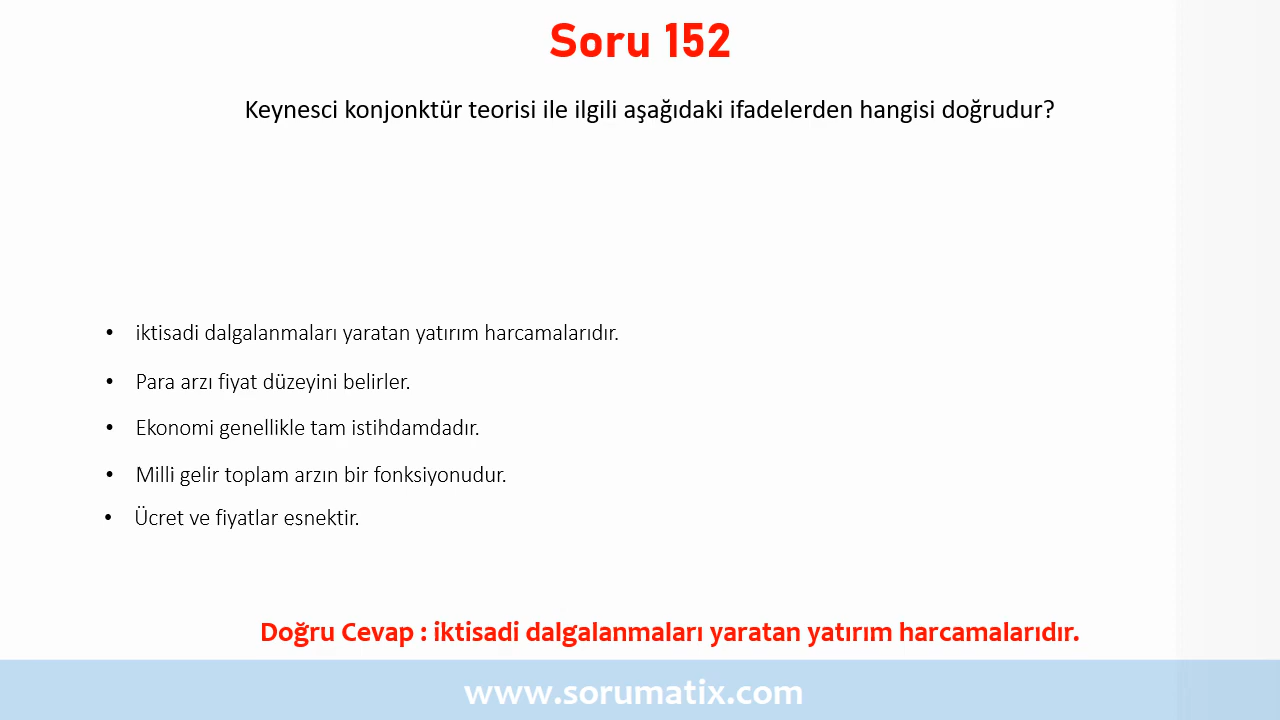 Soru 152
Keynesci konjonktür teorisi ile ilgili aşağıdaki ifadelerden hangisi doğrudur?
• iktisadi dalgalanmaları yaratan yatırım harcamalarıdır.
• Para arzı fiyat düzeyini belirler.
• Ekonomi genellikle tam istihdamdadır.
• Milli gelir toplam arzın bir fonksiyonudur.
• Ücret ve fiyatlar esnektir.
Doğru Cevap : iktisadi dalgalanmaları yaratan yatırım harcamalarıdır.
www.sorumatix.com